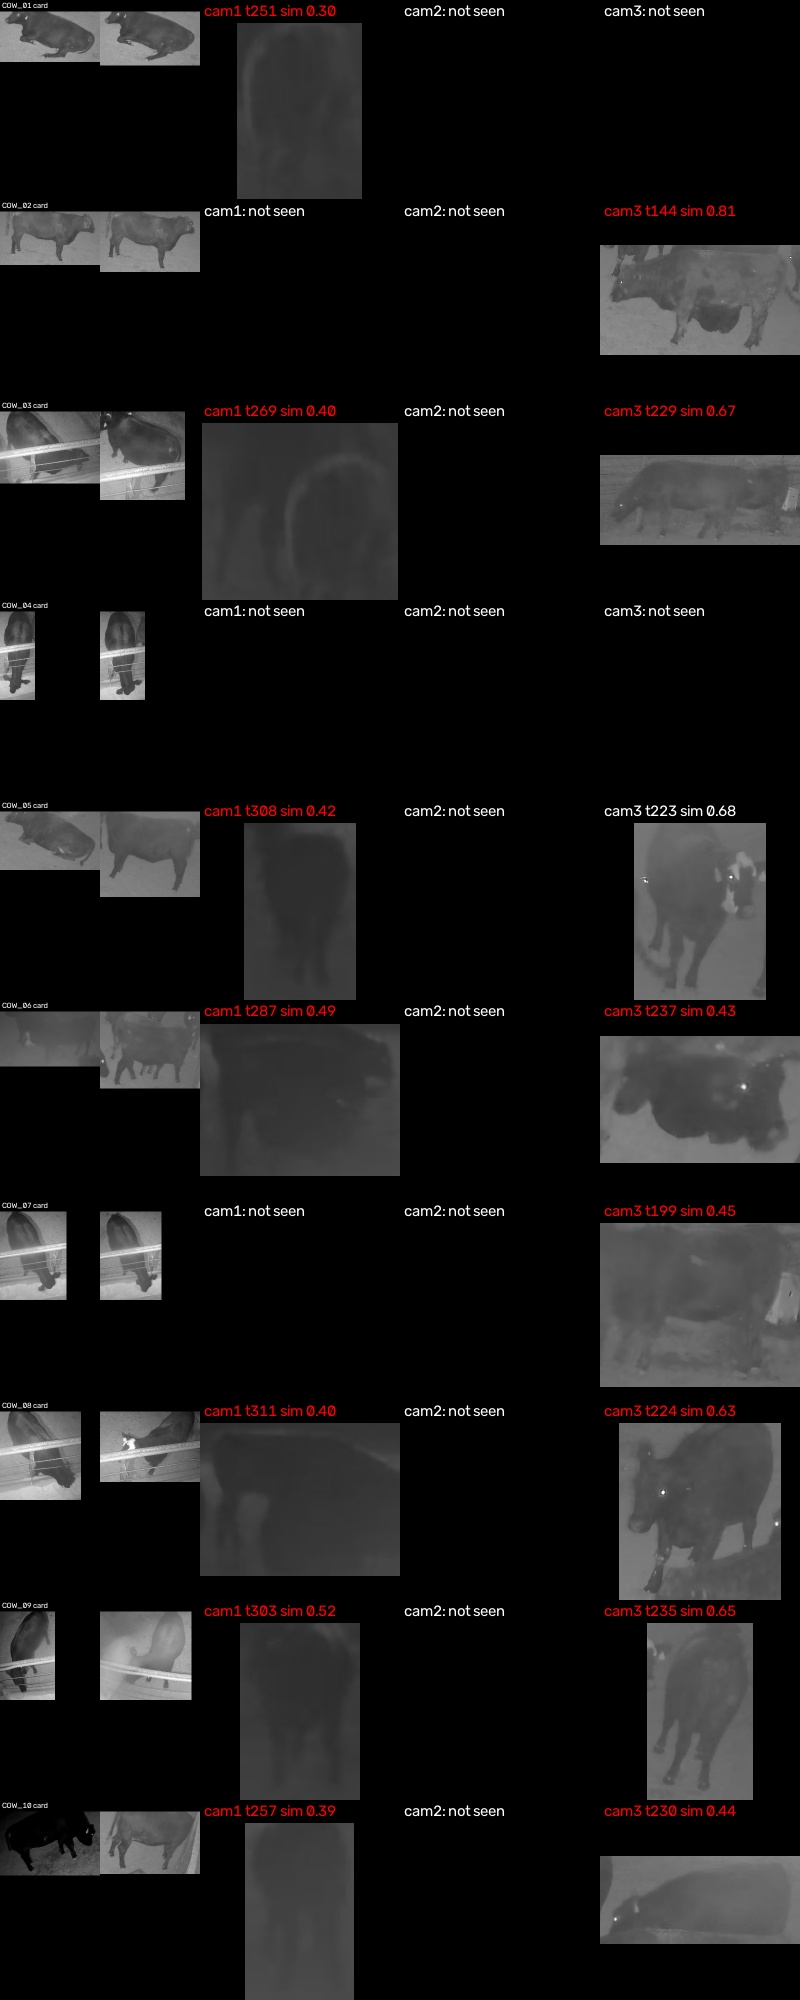 COW_01 card
cam1 t251 sim 0.30
cam2: not seen
cam3: not seen
COW_02 card
cam1: not seen
cam2: not seen
cam3 t144 sim 0.81
COW_03 card
cam1 t269 sim 0.40
cam2: not seen
cam3 t229 sim 0.67
COW_04 card
cam1: not seen
cam2: not seen
cam3: not seen
COW_05 card
cam1 t308 sim 0.42
cam2: not seen
cam3 t223 sim 0.68
COW_06 card
cam1 t287 sim 0.49
cam2: not seen
cam3 t237 sim 0.43
COW_07 card
cam1: not seen
cam2: not seen
cam3 t199 sim 0.45
COW_08 card
cam1 t311 sim 0.40
cam2: not seen
cam3 t224 sim 0.63
COW_09 card
cam1 t303 sim 0.52
cam2: not seen
cam3 t235 sim 0.65
COW_10 card
cam1 t257 sim 0.39
cam2: not seen
cam3 t230 sim 0.44